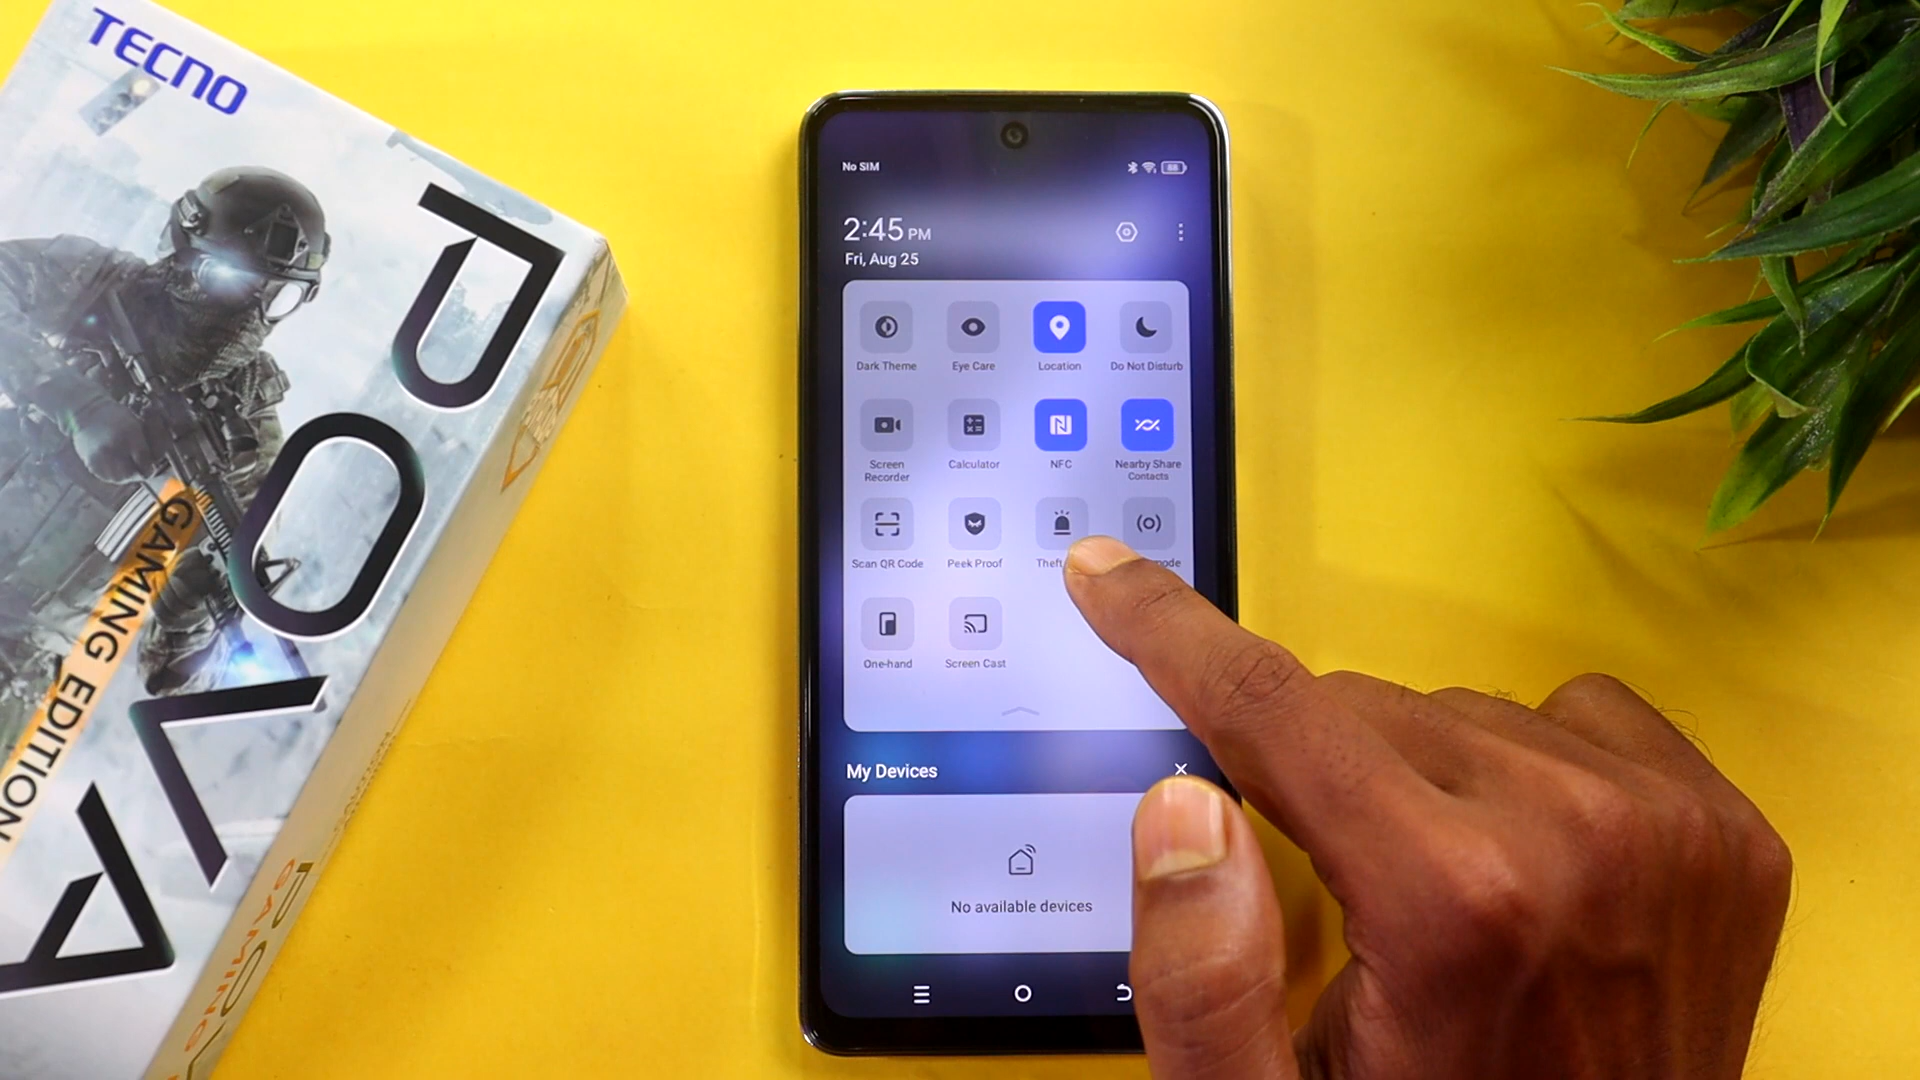 TECNO
POVA
GAMING EDITION
No SIM
2:45 PM
Fri, Aug 25
Dark Theme
Eye Care
Location
Do Not Disturb
Screen Recorder
Calculator
NFC
Nearby Share
Contacts
Scan QR Code
Peek Proof
Theft
One-hand
Screen Cast
My Devices
No available devices